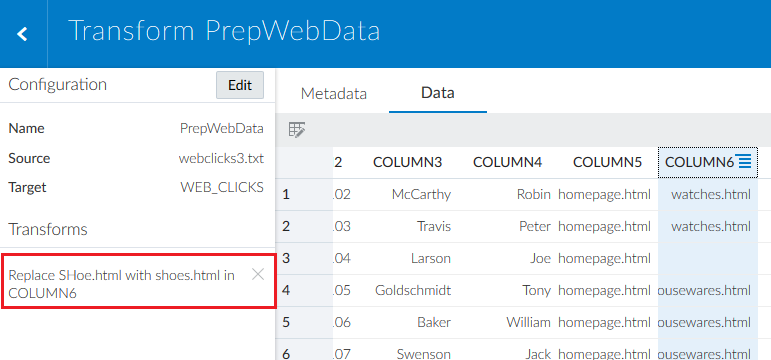 Transform PrepWebData
Configuration Edit
Name PrepWebData
Source webclicks3.txt
Target WEB_CLICKS
Transforms
Replace SHoe.html with shoes.html in
COLUMN6
Metadata Data
2 COLUMN3 COLUMN4 COLUMN5 COLUMN6
1 .02 McCarthy Robin homepage.html watches.html
2 .03 Travis Peter homepage.html watches.html
3 .04 Larson Joe homepage.html
4 .05 Goldschmidt Tony homepage.html ousewares.html
5 .06 Baker William homepage.html ousewares.html
6 .07 Swenson Jack homepage.html ousewares.html